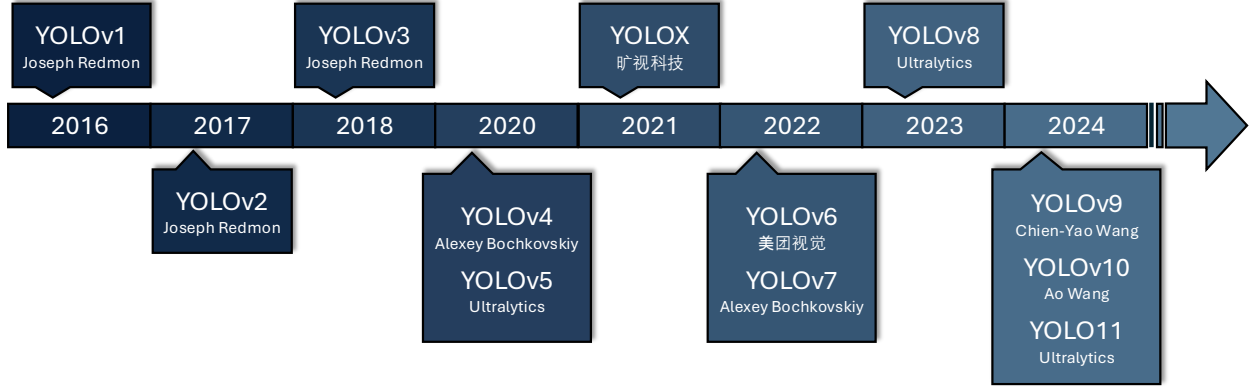 YOLOv1
Joseph Redmon
YOLOv3
Joseph Redmon
YOLOX
旷视科技
YOLOv8
Ultralytics
2016
2017
2018
2020
2021
2022
2023
2024
YOLOv2
Joseph Redmon
YOLOv4
Alexey Bochkovskiy
YOLOv5
Ultralytics
YOLOv6
美团视觉
YOLOv7
Alexey Bochkovskiy
YOLOv9
Chien-Yao Wang
YOLOv10
Ao Wang
YOLO11
Ultralytics